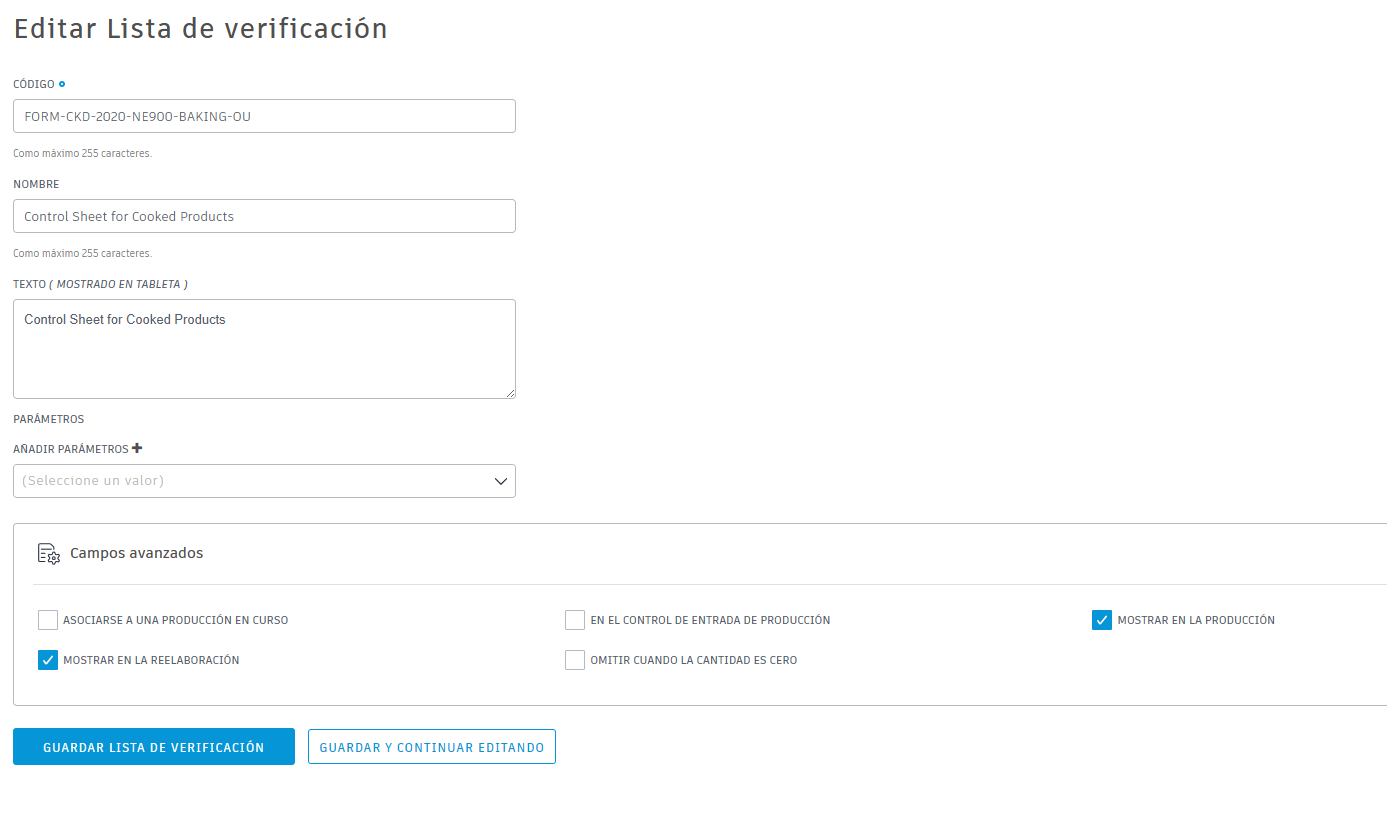 Editar Lista de verificación
CÓDIGO
FORM-CKD-2020-NE900-BAKING-OU
Como máximo 255 caracteres.
NOMBRE
Control Sheet for Cooked Products
Como máximo 255 caracteres.
TEXTO ( MOSTRADO EN TABLETA )
Control Sheet for Cooked Products
PARÁMETROS
AÑADIR PARÁMETROS
(Seleccione un valor)
Campos avanzados
ASOCIARSE A UNA PRODUCCIÓN EN CURSO
EN EL CONTROL DE ENTRADA DE PRODUCCIÓN
MOSTRAR EN LA PRODUCCIÓN
MOSTRAR EN LA REELABORACIÓN
OMITIR CUANDO LA CANTIDAD ES CERO
GUARDAR LISTA DE VERIFICACIÓN
GUARDAR Y CONTINUAR EDITANDO